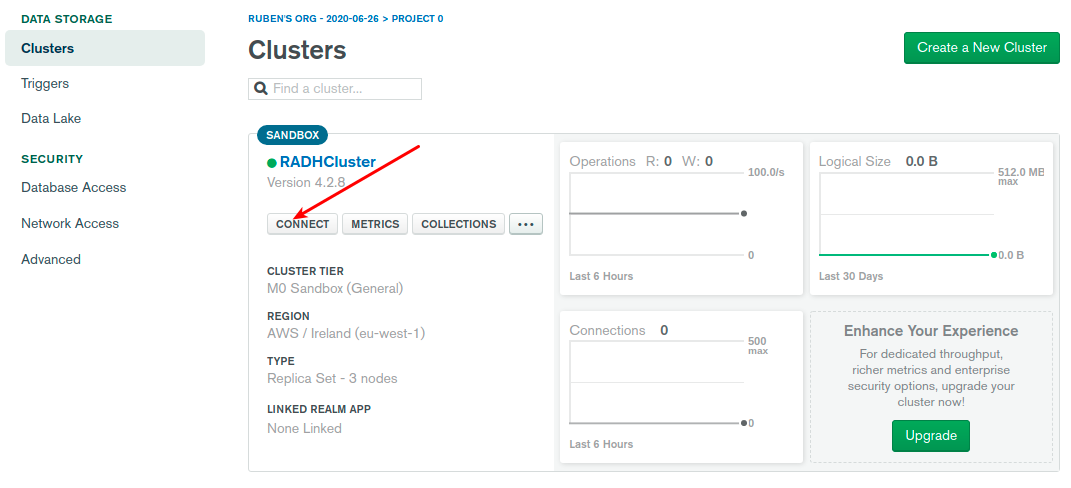 DATA STORAGE
Clusters
Triggers
Data Lake
SECURITY
Database Access
Network Access
Advanced
RUBEN'S ORG - 2020-06-26 > PROJECT 0
Clusters
Create a New Cluster
Find a cluster...
SANDBOX
RADHCluster
Version 4.2.8
CONNECT METRICS COLLECTIONS ...
CLUSTER TIER
M0 Sandbox (General)
REGION
AWS / Ireland (eu-west-1)
TYPE
Replica Set - 3 nodes
LINKED REALM APP
None Linked
Operations R: 0 W: 0
100.0/s
0
Last 6 Hours
Logical Size 0.0 B
512.0 MB
max
0.0 B
Last 30 Days
Connections 0
500
max
0
Last 6 Hours
Enhance Your Experience
For dedicated throughput,
richer metrics and enterprise
security options, upgrade your
cluster now!
Upgrade